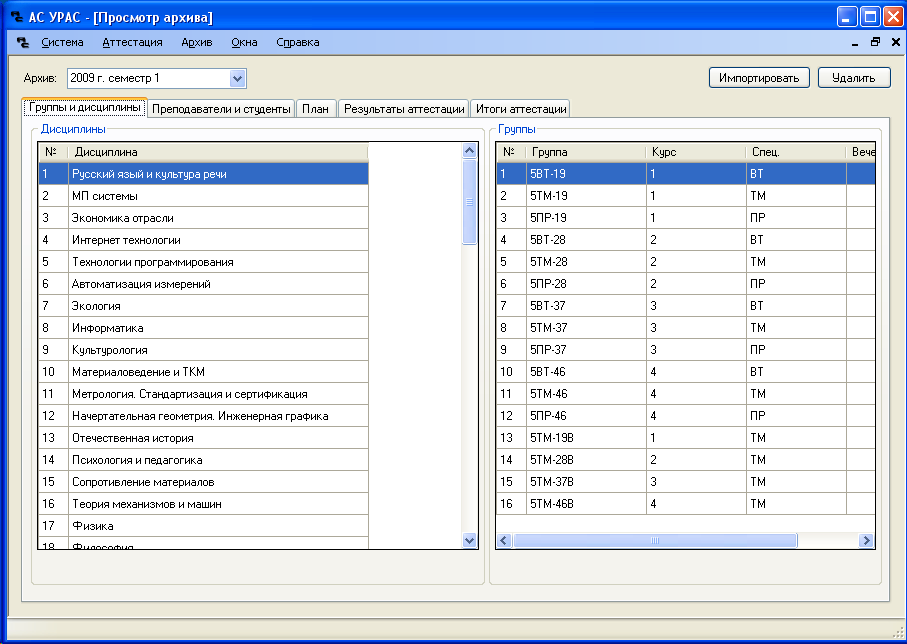 АС УРАС - [Просмотр архива]
Система Аттестация Архив Окна Справка
Архив: 2009 г. семестр 1 Импортировать Удалить
Группы и дисциплины Преподаватели и студенты План Результаты аттестации Итоги аттестации
Дисциплины
№ Дисциплина
1 Русский язый и культура речи
2 МП системы
3 Экономика отрасли
4 Интернет технологии
5 Технологии программирования
6 Автоматизация измерений
7 Экология
8 Информатика
9 Культурология
10 Материаловедение и ТКМ
11 Метрология. Стандартизация и сертификация
12 Начертательная геометрия. Инженерная графика
13 Отечественная история
14 Психология и педагогика
15 Сопротивление материалов
16 Теория механизмов и машин
17 Физика
18 Философия
Группы
№ Группа Курс Спец. Вече
1 5ВТ-19 1 ВТ
2 5ТМ-19 1 ТМ
3 5ПР-19 1 ПР
4 5ВТ-28 2 ВТ
5 5ТМ-28 2 ТМ
6 5ПР-28 2 ПР
7 5ВТ-37 3 ВТ
8 5ТМ-37 3 ТМ
9 5ПР-37 3 ПР
10 5ВТ-46 4 ВТ
11 5ТМ-46 4 ТМ
12 5ПР-46 4 ПР
13 5ТМ-19В 1 ТМ
14 5ТМ-28В 2 ТМ
15 5ТМ-37В 3 ТМ
16 5ТМ-46В 4 ТМ